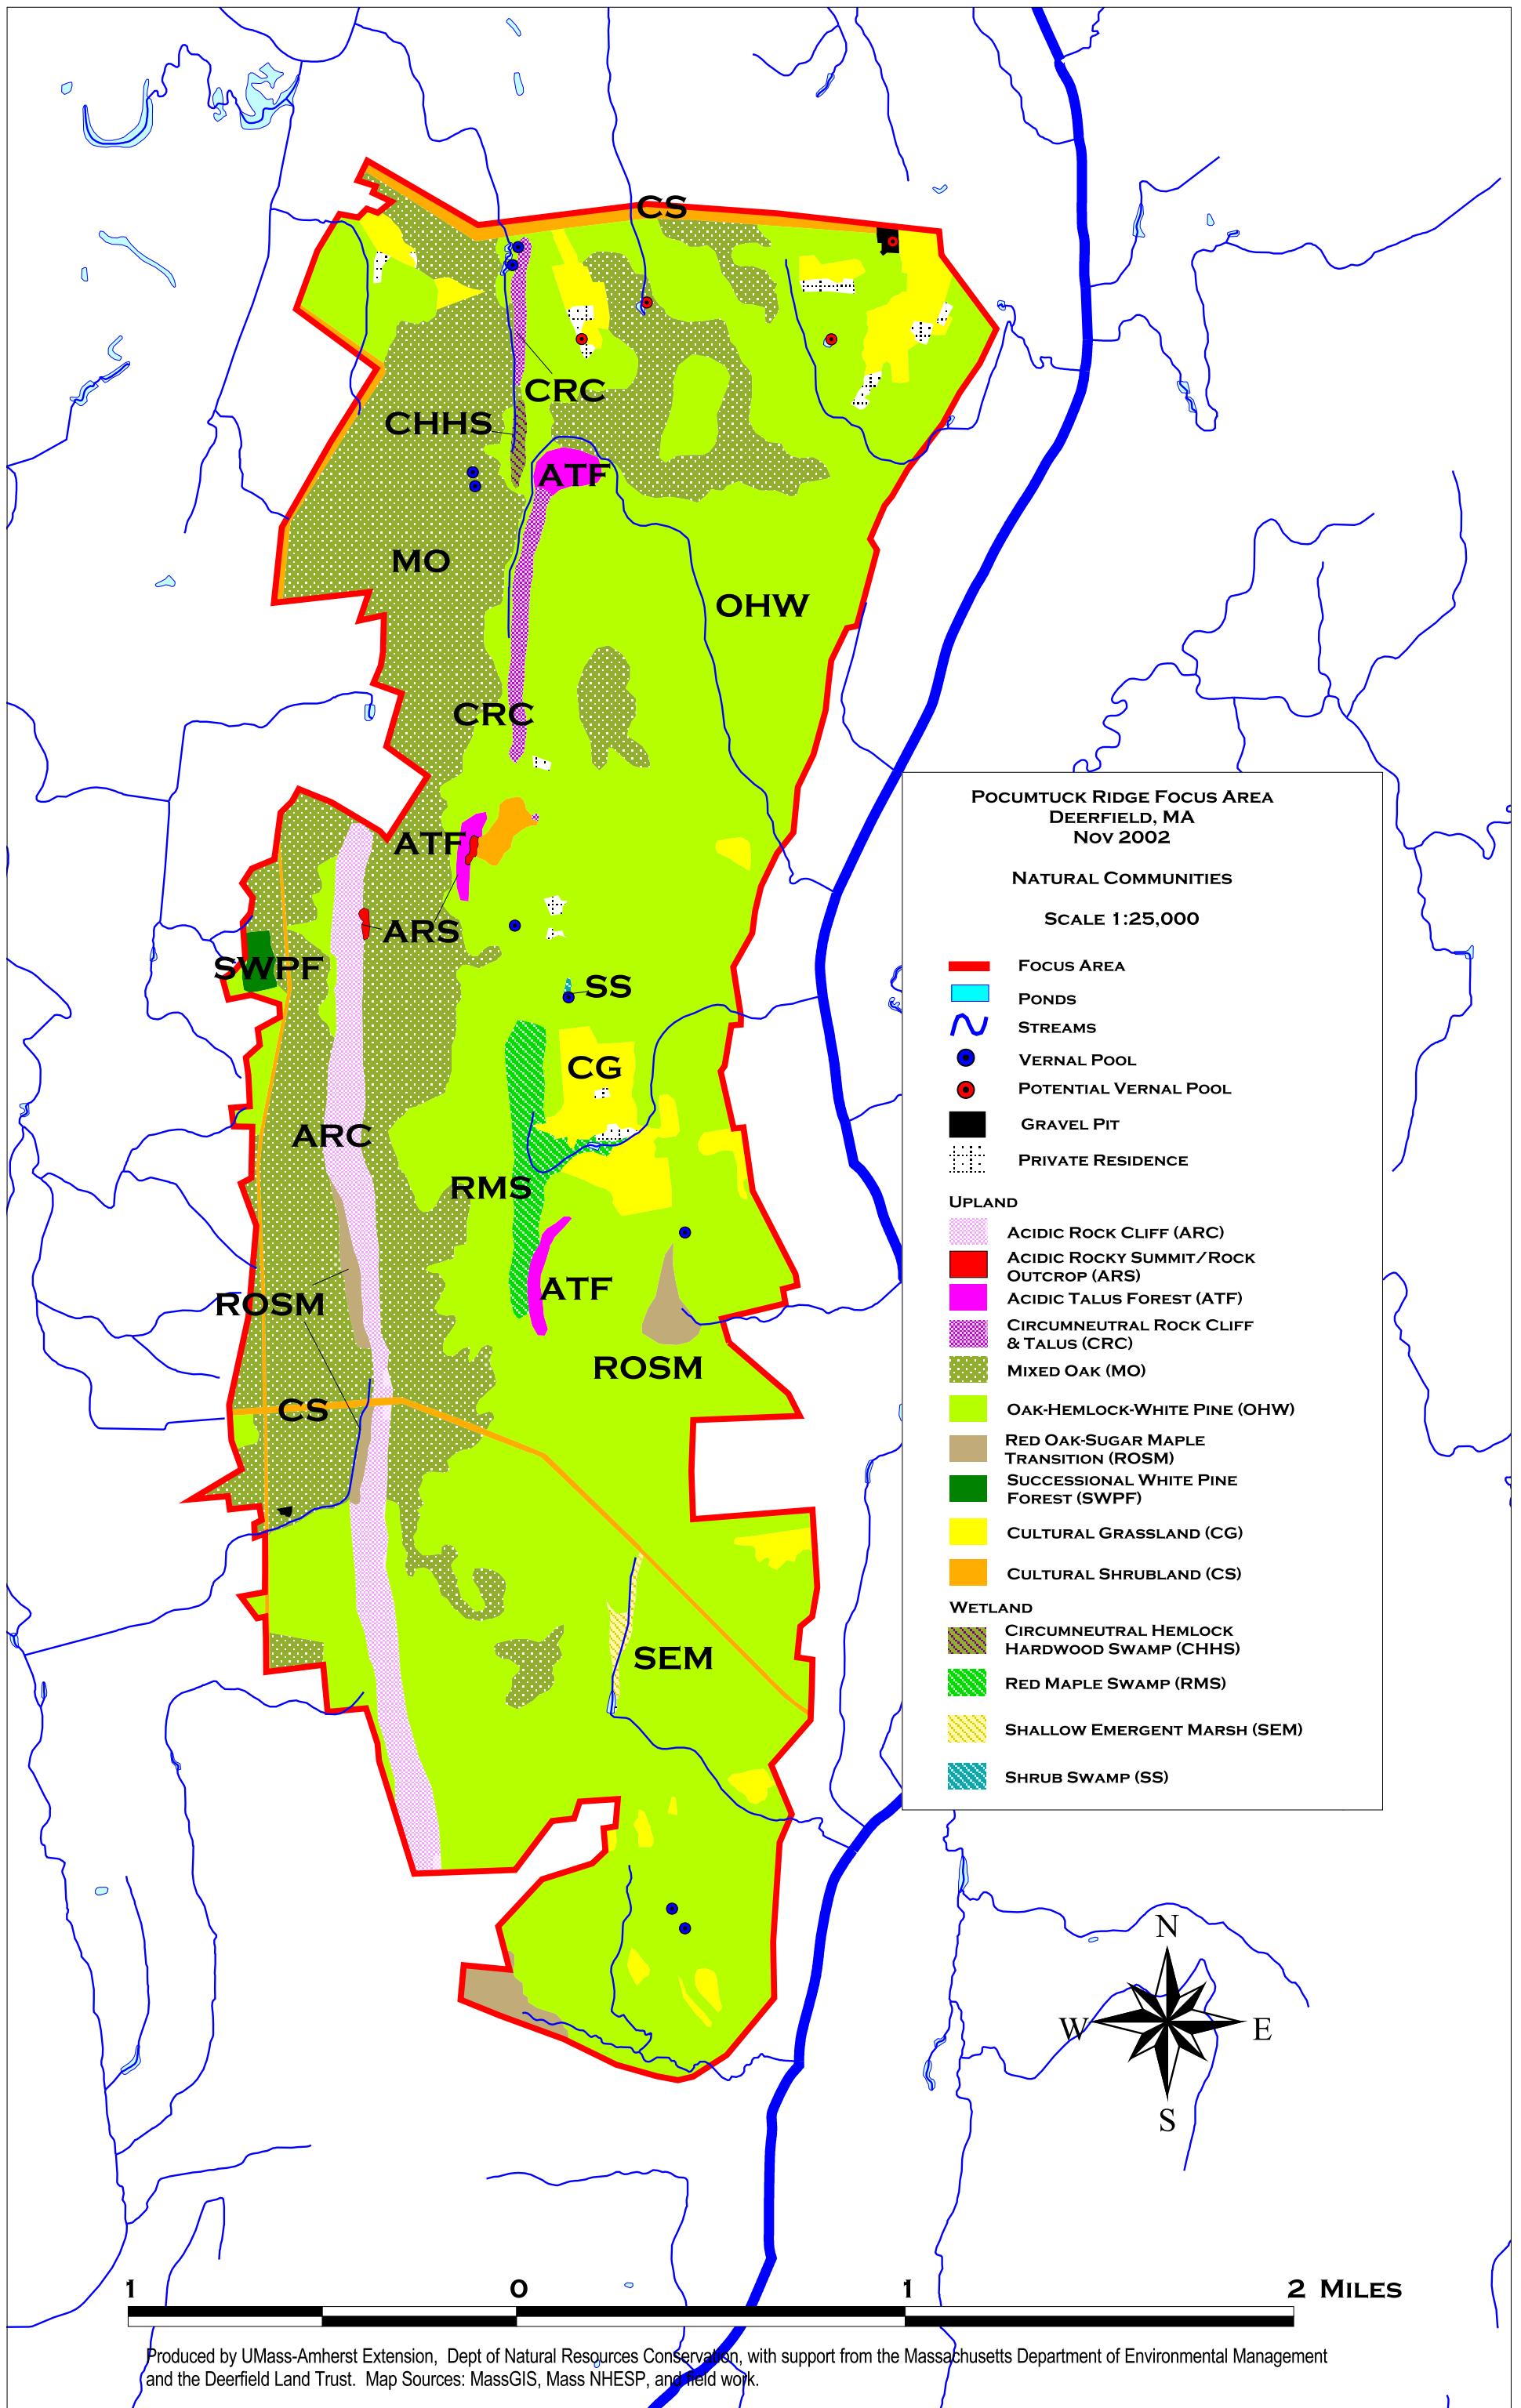 CS
CRC
CHHS
ATF
MO
OHW
CRC
ATF
ARS
SWPF
SS
CG
ARC
RMS
ATF
ROSM
ROSM
CS
SEM
Pocumtuck Ridge Focus Area
Deerfield, MA
Nov 2002
Natural Communities
Scale 1:25,000
Focus Area
Ponds
Streams
Vernal Pool
Potential Vernal Pool
Gravel Pit
Private Residence
Upland
Acidic Rock Cliff (ARC)
Acidic Rocky Summit/Rock
Outcrop (ARS)
Acidic Talus Forest (ATF)
Circumneutral Rock Cliff
& Talus (CRC)
Mixed Oak (MO)
Oak-Hemlock-White Pine (OHW)
Red Oak-Sugar Maple
Transition (ROSM)
Successional White Pine
Forest (SWPF)
Cultural Grassland (CG)
Cultural Shrubland (CS)
Wetland
Circumneutral Hemlock
Hardwood Swamp (CHHS)
Red Maple Swamp (RMS)
Shallow Emergent Marsh (SEM)
Shrub Swamp (SS)
N
W E
S
1 0 1 2 Miles
Produced by UMass-Amherst Extension, Dept of Natural Resources Conservation, with support from the Massachusetts Department of Environmental Management
and the Deerfield Land Trust. Map Sources: MassGIS, Mass NHESP, and field work.